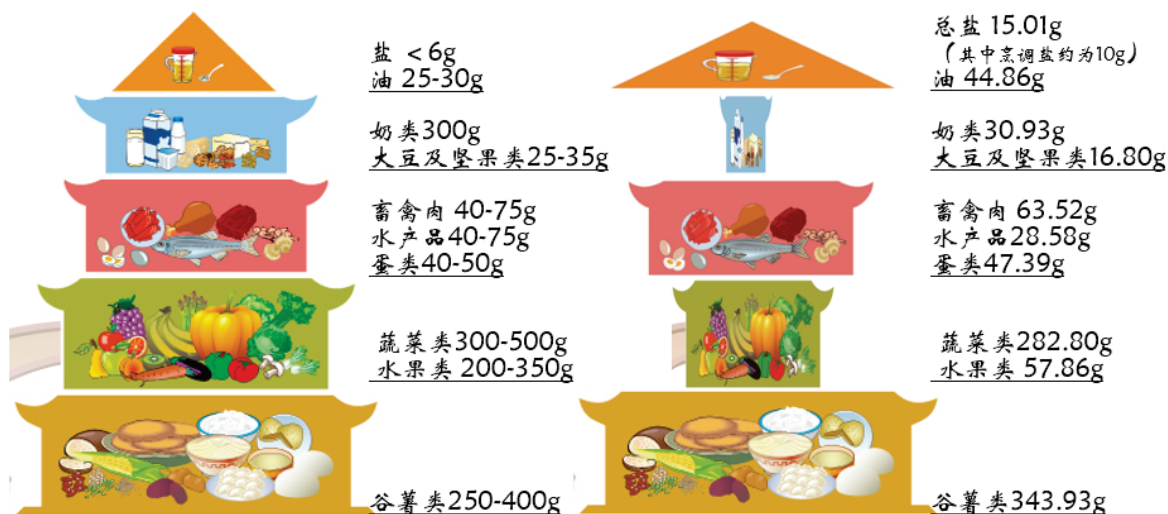 盐 <6g
油 25-30g
奶类300g
大豆及坚果类25-35g
畜禽肉 40-75g
水产品40-75g
蛋类40-50g
蔬菜类300-500g
水果类 200-350g
谷薯类250-400g
总盐 15.01g
（其中烹调盐约为10g）
油 44.86g
奶类30.93g
大豆及坚果类16.80g
畜禽肉 63.52g
水产品28.58g
蛋类47.39g
蔬菜类282.80g
水果类 57.86g
谷薯类343.93g